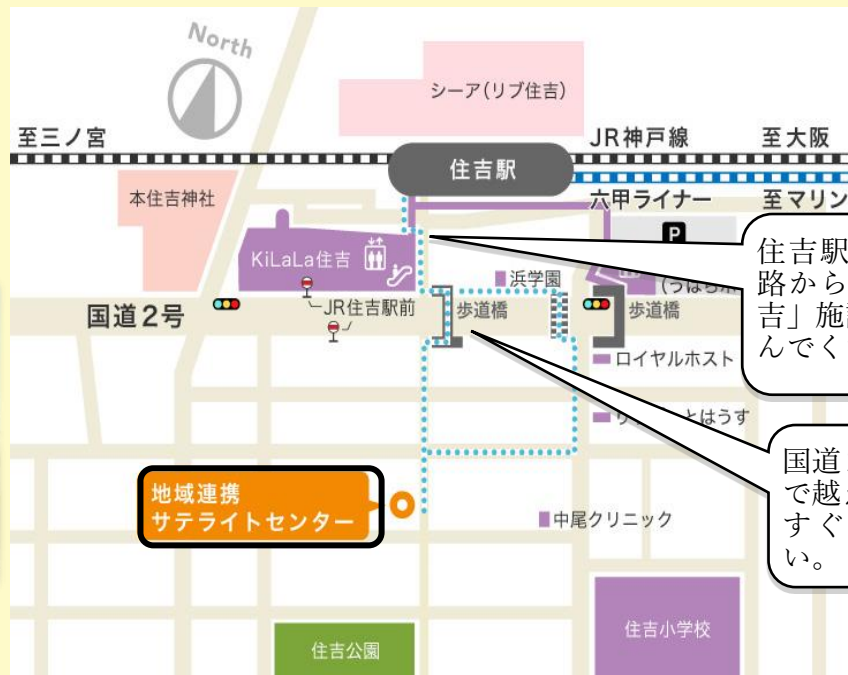 North
シーア(リブ住吉)
至三ノ宮
JR神戸線
至大阪
住吉駅
六甲ライナー
至マリン
本住吉神社
P
KiLaLa住吉
浜学園
住吉駅
路から
吉」施
んでく
国道2号
JR住吉駅前
歩道橋
歩道橋
ロイヤルホスト
とはうす
国道
で越
すぐ
い。
地域連携
サテライトセンター
中尾クリニック
住吉小学校
住吉公園